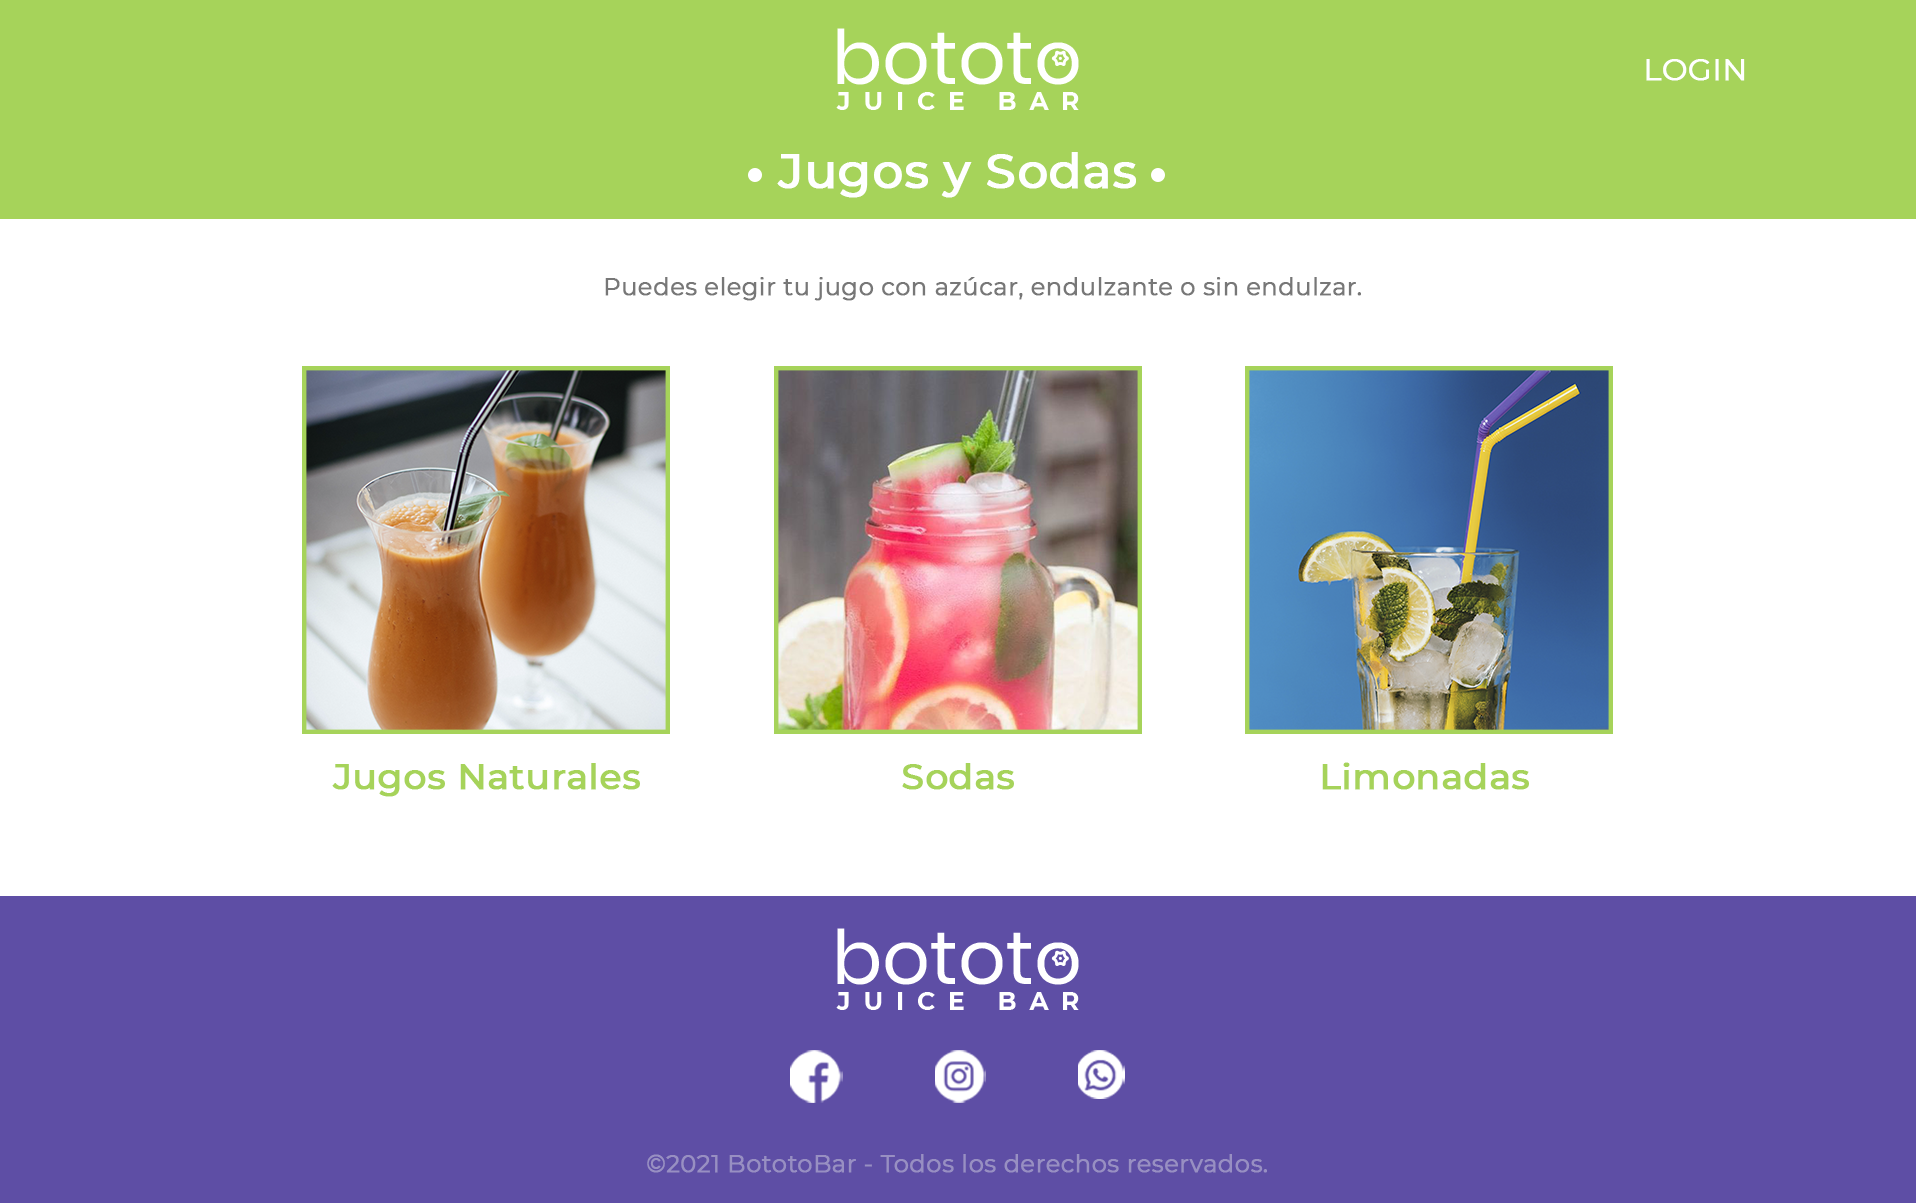 bototo
JUICE BAR
LOGIN
• Jugos y Sodas •
Puedes elegir tu jugo con azúcar, endulzante o sin endulzar.
Jugos Naturales
Sodas
Limonadas
bototo
JUICE BAR
©2021 BototoBar - Todos los derechos reservados.